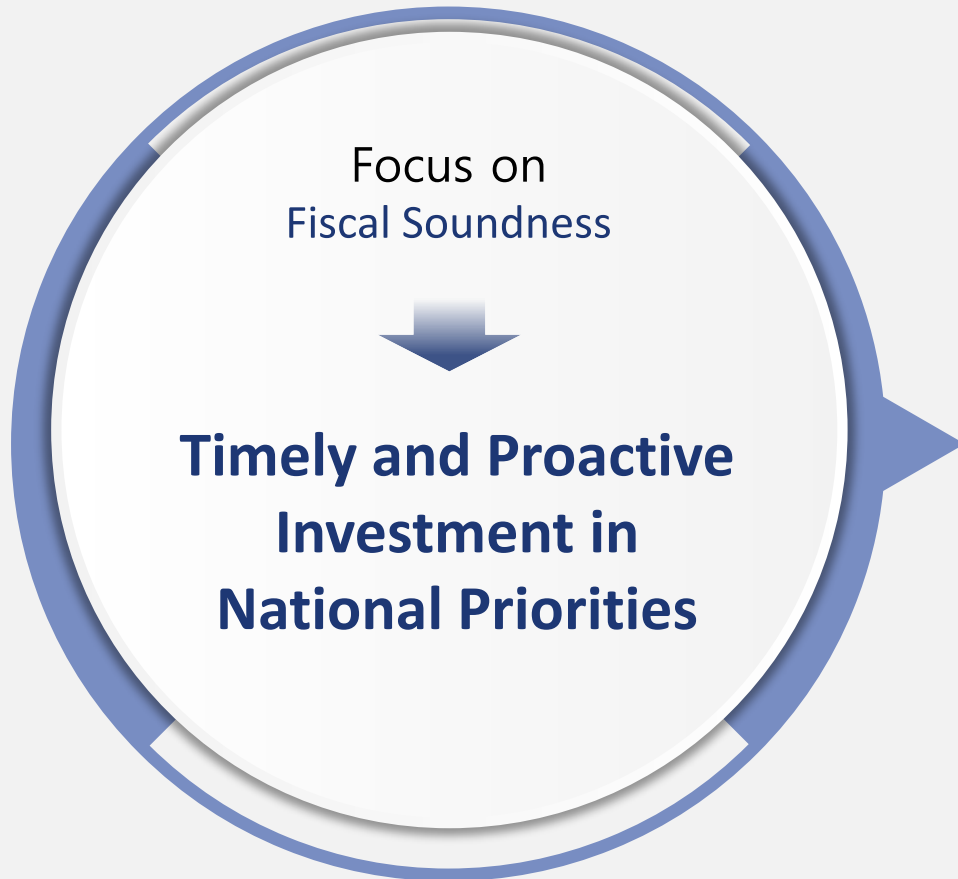 Focus on
Fiscal Soundness
Timely and Proactive
Investment in
National Priorities